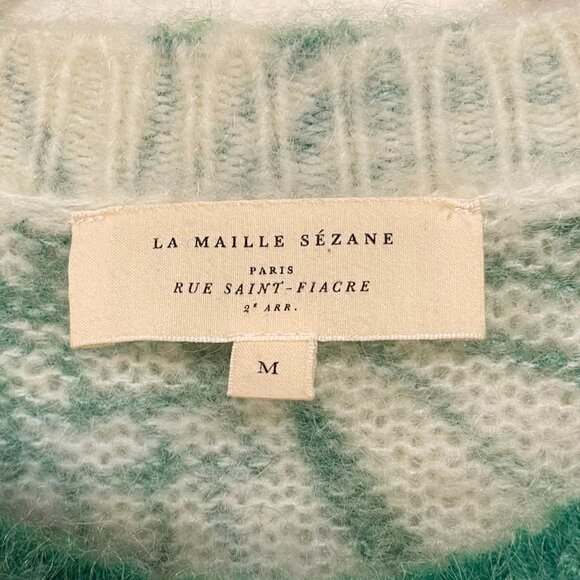 LA MAILLE SÉZANE
PARIS
RUE SAINT-FIACRE
2ᵉ ARR.
M